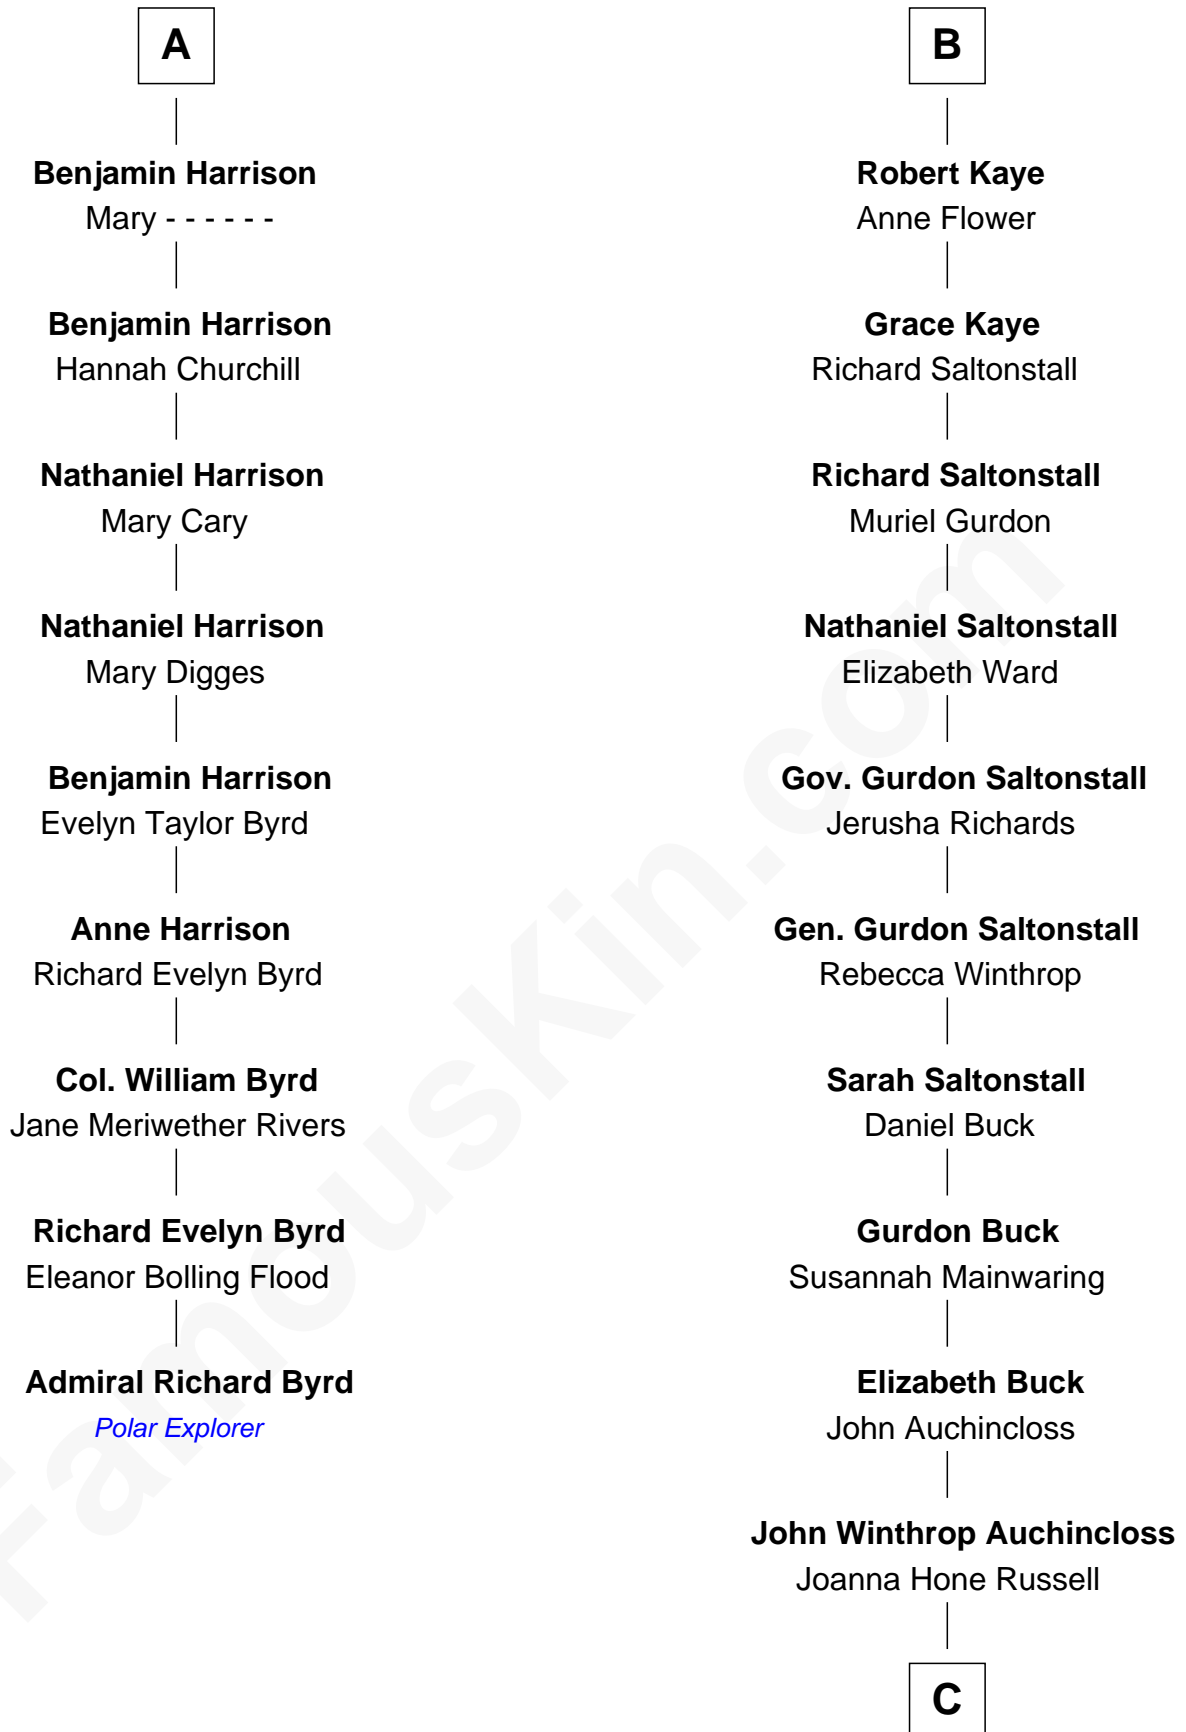 A
Benjamin Harrison
Mary - - - - - -
Benjamin Harrison
Hannah Churchill
Nathaniel Harrison
Mary Cary
Nathaniel Harrison
Mary Digges
Benjamin Harrison
Evelyn Taylor Byrd
Anne Harrison
Richard Evelyn Byrd
Col. William Byrd
Jane Meriwether Rivers
Richard Evelyn Byrd
Eleanor Bolling Flood
Admiral Richard Byrd
Polar Explorer
B
Robert Kaye
Anne Flower
Grace Kaye
Richard Saltonstall
Richard Saltonstall
Muriel Gurdon
Nathaniel Saltonstall
Elizabeth Ward
Gov. Gurdon Saltonstall
Jerusha Richards
Gen. Gurdon Saltonstall
Rebecca Winthrop
Sarah Saltonstall
Daniel Buck
Gurdon Buck
Susannah Mainwaring
Elizabeth Buck
John Auchincloss
John Winthrop Auchincloss
Joanna Hone Russell
C
FamousKin.com